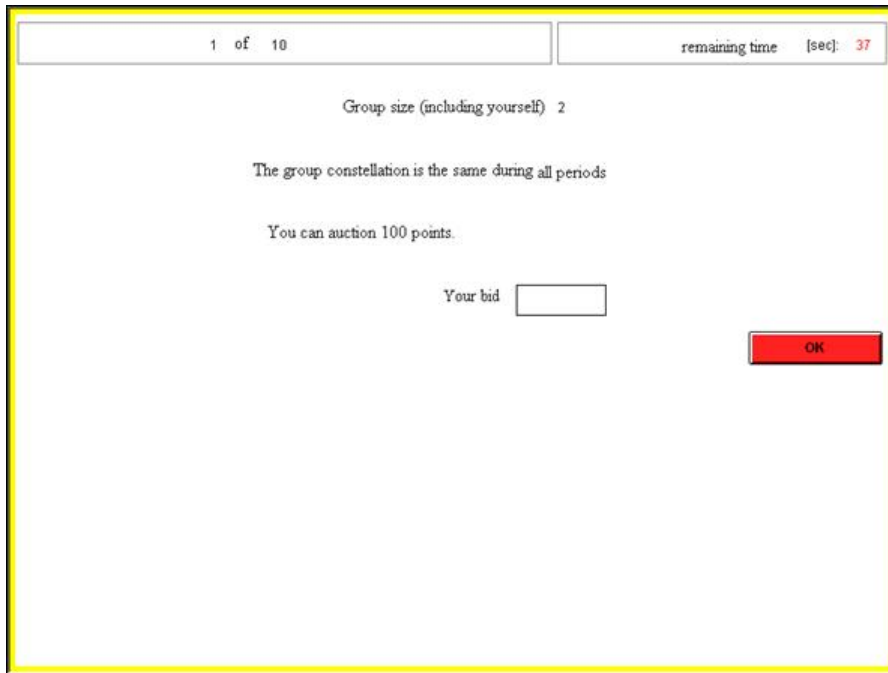 1 of 10
remaining time [sec]: 37
Group size (including yourself) 2
The group constellation is the same during all periods
You can auction 100 points.
Your bid
OK